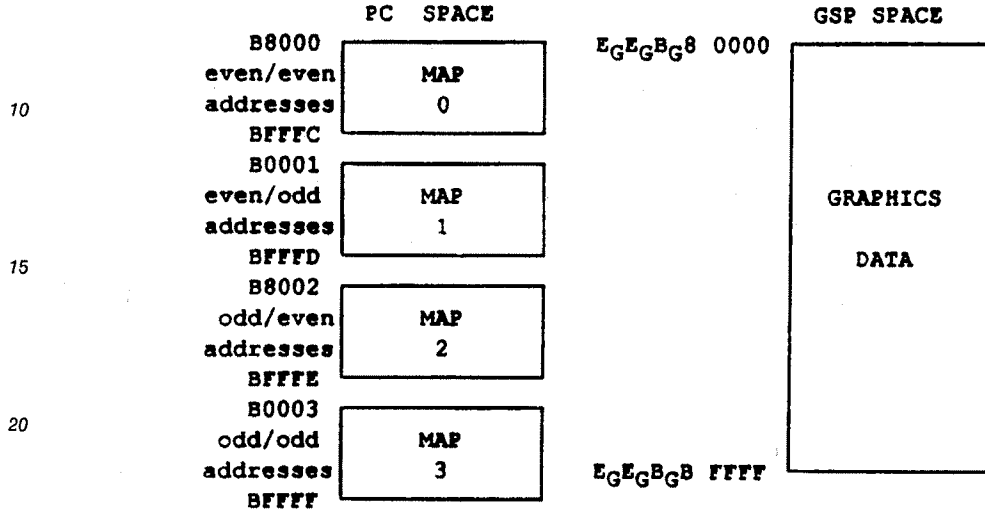 PC SPACE GSP SPACE
B8000 EGEGBG8 0000
even/even MAP
10 addresses 0
BFFFC
B0001
even/odd MAP GRAPHICS
addresses 1
BFFFD DATA
15
B8002
odd/even MAP
addresses 2
BFFFE
B0003
20 odd/odd MAP
addresses 3 EGEGBGB FFFF
BFFFF